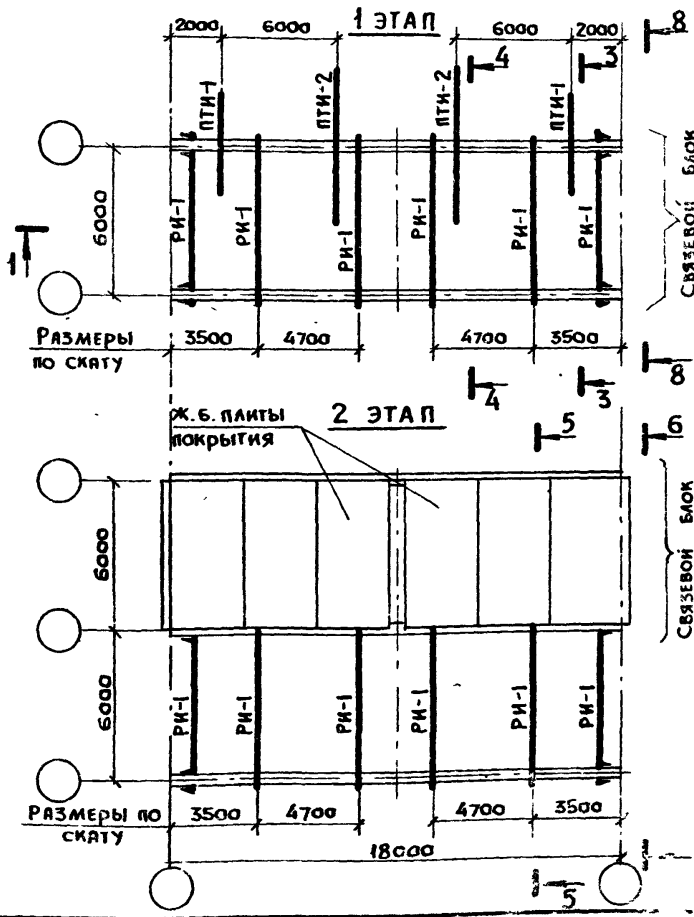 1 ЭТАП
2000 6000 6000 2000
8
4 3
ПТИ-1 ПТИ-2 ПТИ-2 ПТИ-1
6000
РИ-1 РИ-1 РИ-1 РИ-1 РИ-1 РИ-1
СВЯЗЕВОЙ БЛОК
1
РАЗМЕРЫ
ПО СКАТУ
3500 4700 4700 3500
8
4 3
2 ЭТАП
Ж.Б. ПЛИТЫ
ПОКРЫТИЯ
5 6
6000
СВЯЗЕВОЙ БЛОК
6000
РИ-1 РИ-1 РИ-1 РИ-1 РИ-1 РИ-1
РАЗМЕРЫ ПО
СКАТУ
3500 4700 4700 3500
18000
5